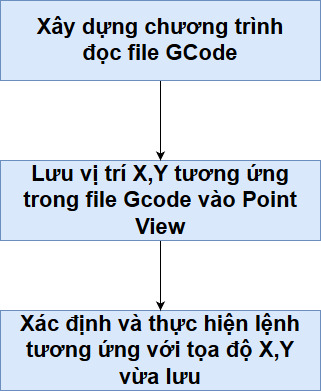 Xây dựng chương trình
đọc file GCode
Lưu vị trí X,Y tương ứng
trong file Gcode vào Point
View
Xác định và thực hiện lệnh
tương ứng với tọa độ X,Y
vừa lưu